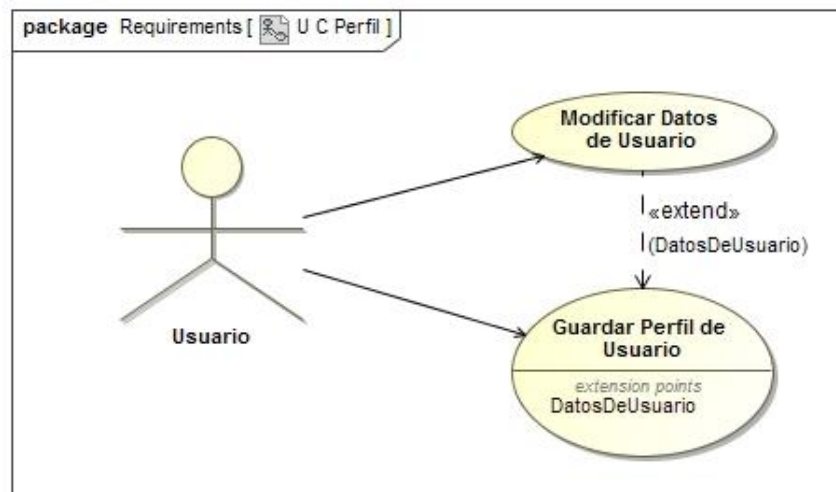 package Requirements [ U C Perfil ]
Modificar Datos
de Usuario
«extend»
(DatosDeUsuario)
Usuario
Guardar Perfil de
Usuario
extension points
DatosDeUsuario